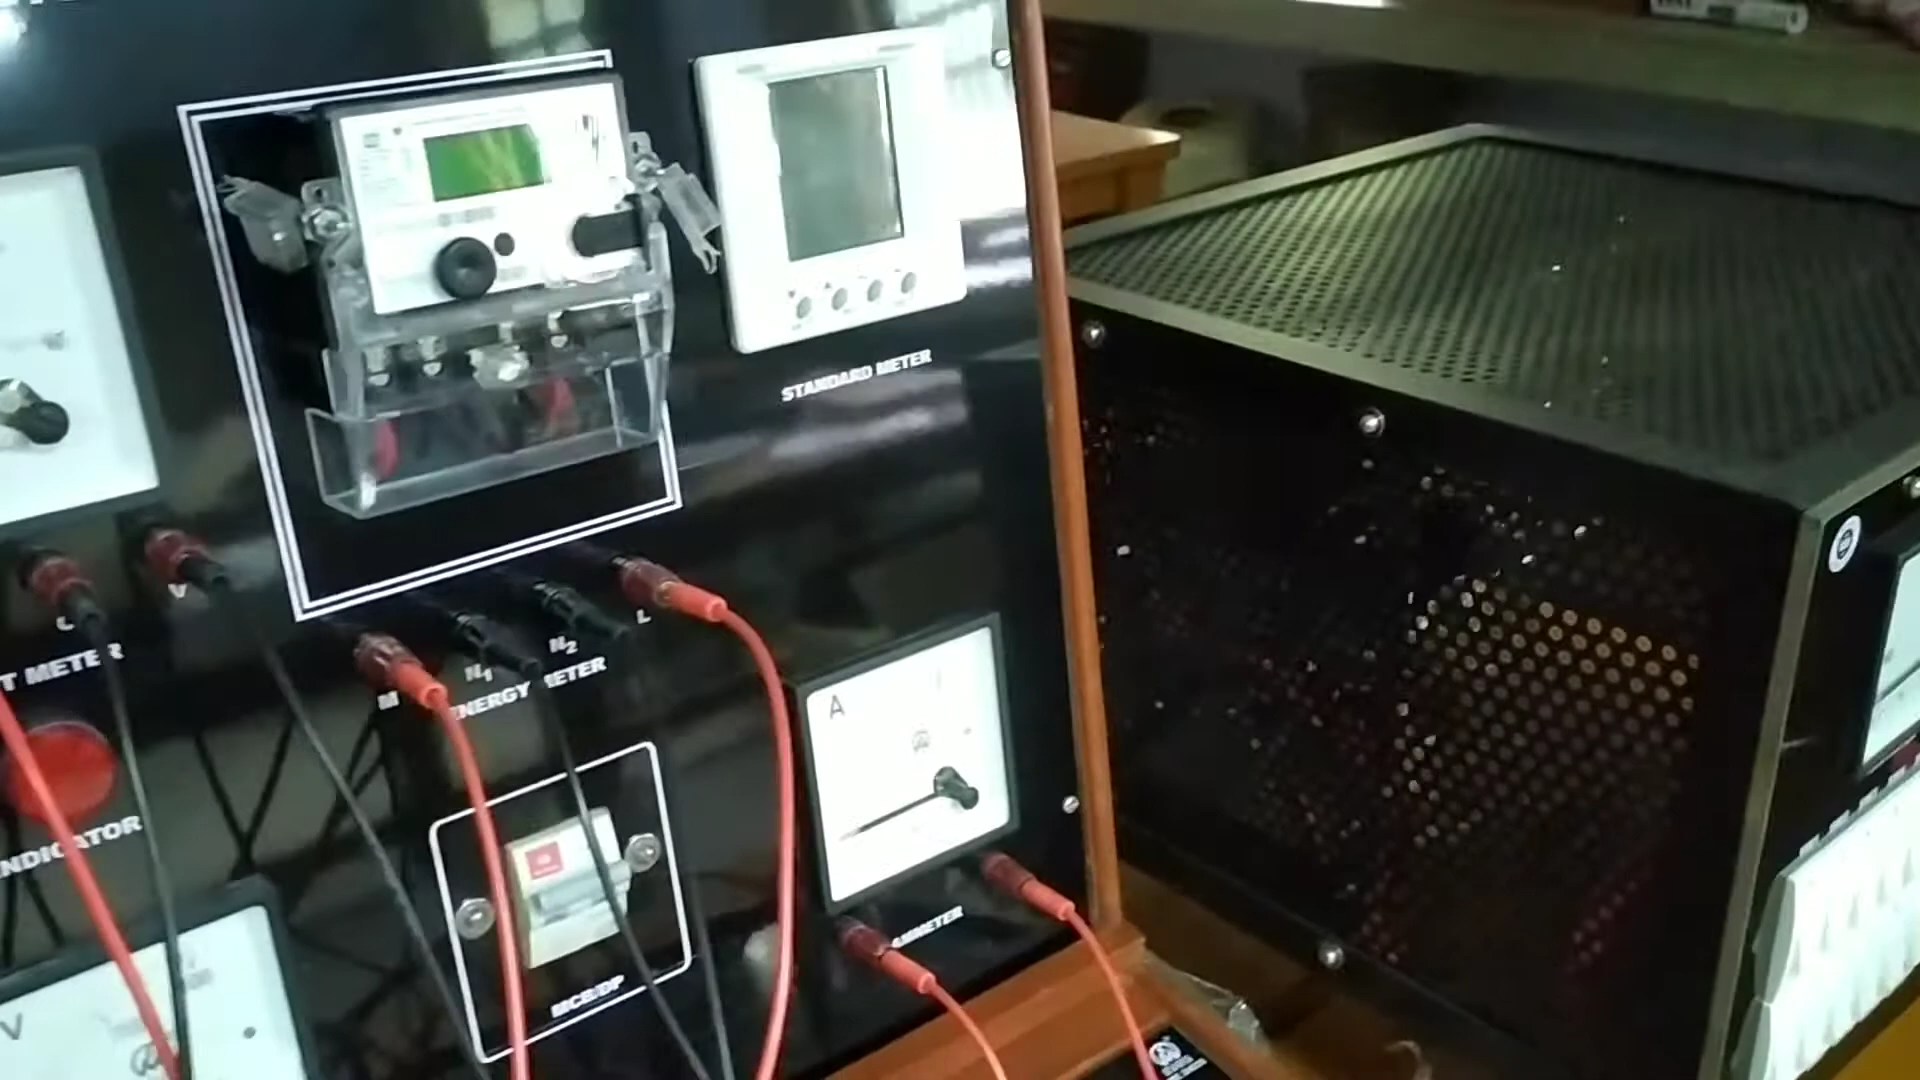 STANDARD METER
C
V
T METER
M
N₁
N₂
L
ENERGY METER
A
NDICATOR
AMMETER
MCB/DP
V